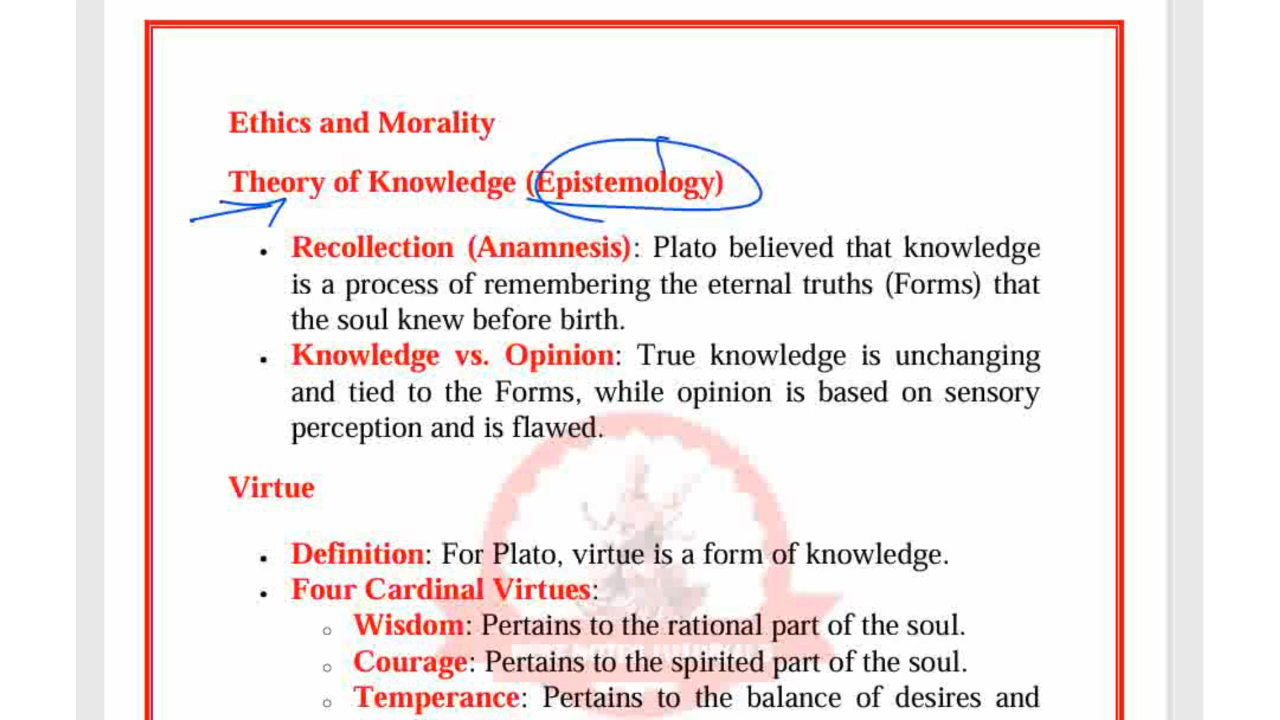 Ethics and Morality
Theory of Knowledge (Epistemology)
• Recollection (Anamnesis): Plato believed that knowledge
is a process of remembering the eternal truths (Forms) that
the soul knew before birth.
• Knowledge vs. Opinion: True knowledge is unchanging
and tied to the Forms, while opinion is based on sensory
perception and is flawed.
Virtue
• Definition: For Plato, virtue is a form of knowledge.
• Four Cardinal Virtues:
○ Wisdom: Pertains to the rational part of the soul.
○ Courage: Pertains to the spirited part of the soul.
○ Temperance: Pertains to the balance of desires and